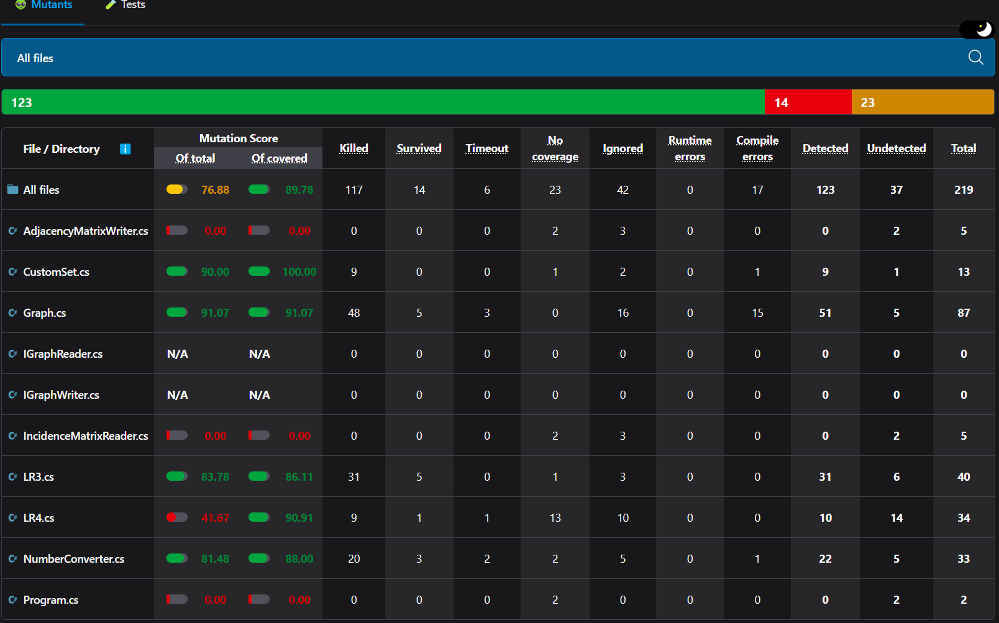 Mutants Tests
All files
123 14 23
File / Directory Mutation Score Killed Survived Timeout No coverage Ignored Runtime errors Compile errors Detected Undetected Total
Of total Of covered
All files 76.88 89.78 117 14 6 23 42 0 17 123 37 219
AdjacencyMatrixWriter.cs 0.00 0.00 0 0 0 2 3 0 0 0 2 5
CustomSet.cs 90.00 100.00 9 0 0 1 2 0 1 9 1 13
Graph.cs 91.07 91.07 48 5 3 0 16 0 15 51 5 87
IGraphReader.cs N/A N/A 0 0 0 0 0 0 0 0 0 0
IGraphWriter.cs N/A N/A 0 0 0 0 0 0 0 0 0 0
IncidenceMatrixReader.cs 0.00 0.00 0 0 0 2 3 0 0 0 2 5
LR3.cs 83.78 86.11 31 5 0 1 3 0 0 31 6 40
LR4.cs 41.67 90.91 9 1 1 13 10 0 0 10 14 34
NumberConverter.cs 81.48 88.00 20 3 2 2 5 0 1 22 5 33
Program.cs 0.00 0.00 0 0 0 2 0 0 0 0 2 2